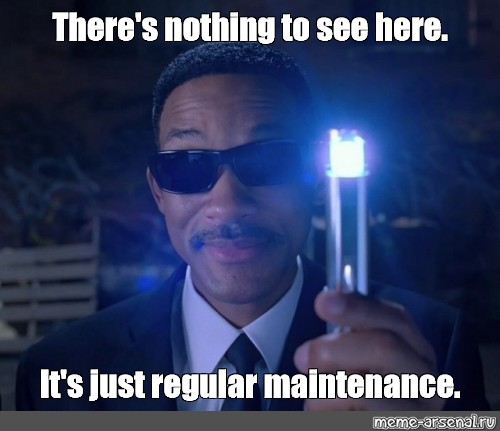 There's nothing to see here.
It's just regular maintenance.
meme-arsenal.ru